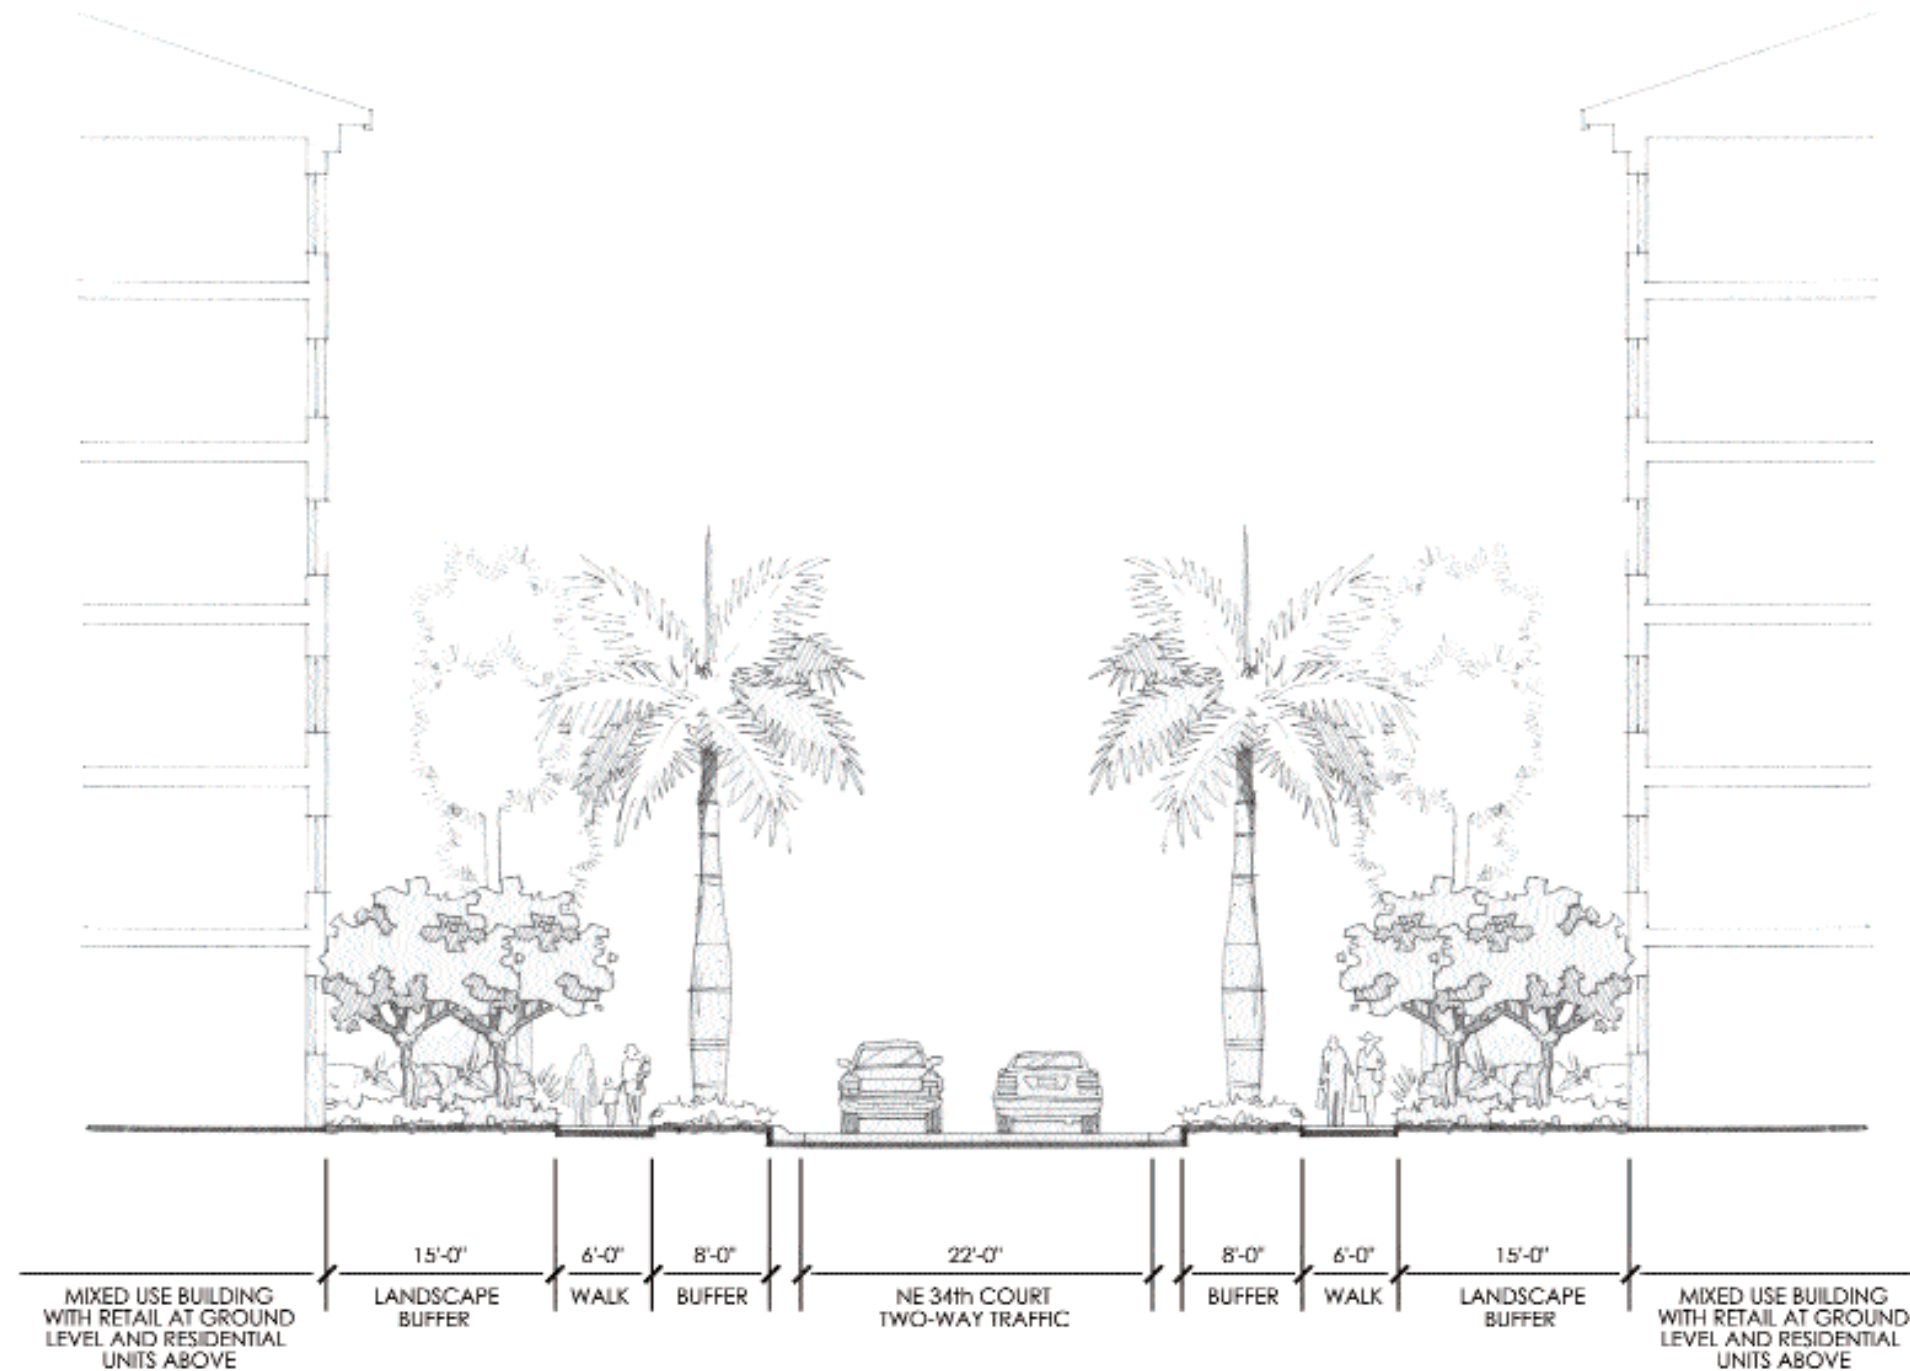 15'-0"
6'-0"
8'-0"
22'-0"
8'-0"
6'-0"
15'-0"
MIXED USE BUILDING
WITH RETAIL AT GROUND
LEVEL AND RESIDENTIAL
UNITS ABOVE
LANDSCAPE
BUFFER
WALK
BUFFER
NE 34th COURT
TWO-WAY TRAFFIC
BUFFER
WALK
LANDSCAPE
BUFFER
MIXED USE BUILDING
WITH RETAIL AT GROUND
LEVEL AND RESIDENTIAL
UNITS ABOVE